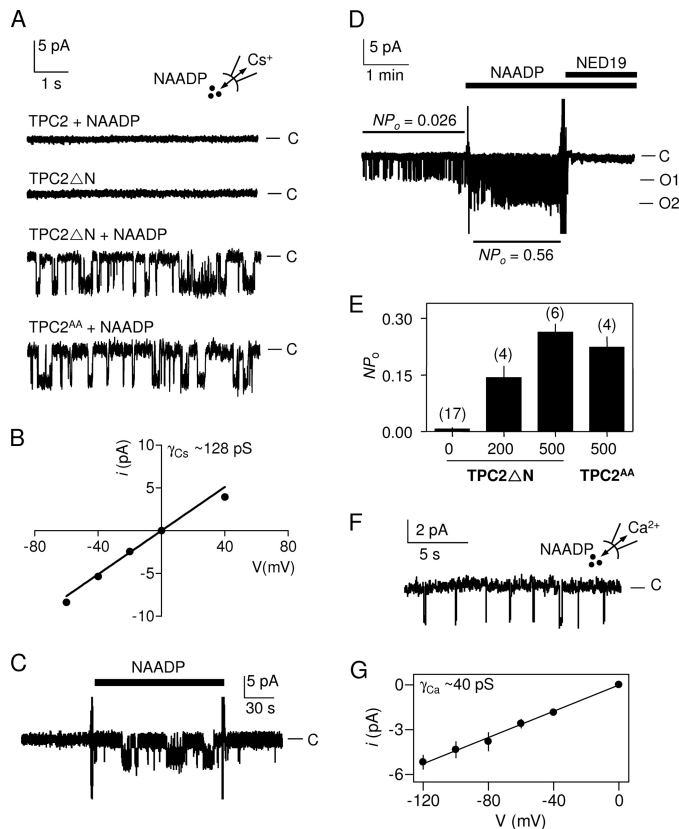 A
5 pA
1 s
NAADP
Cs+
TPC2 + NAADP
C
TPC2△N
C
TPC2△N + NAADP
C
TPC2AA + NAADP
C
B
i (pA)
γCs ~128 pS
10
5
-5
-10
-80
-40
40
80
V(mV)
C
NAADP
5 pA
30 s
C
D
5 pA
1 min
NED19
NAADP
NPo = 0.026
C
O1
O2
NPo = 0.56
E
NPo
0.30
0.15
0.00
(17)
(4)
(6)
(4)
0
200
500
500
TPC2△N
TPC2AA
F
2 pA
5 s
NAADP
Ca2+
C
G
γCa ~40 pS
i (pA)
0
-3
-6
-120
-80
-40
0
V (mV)